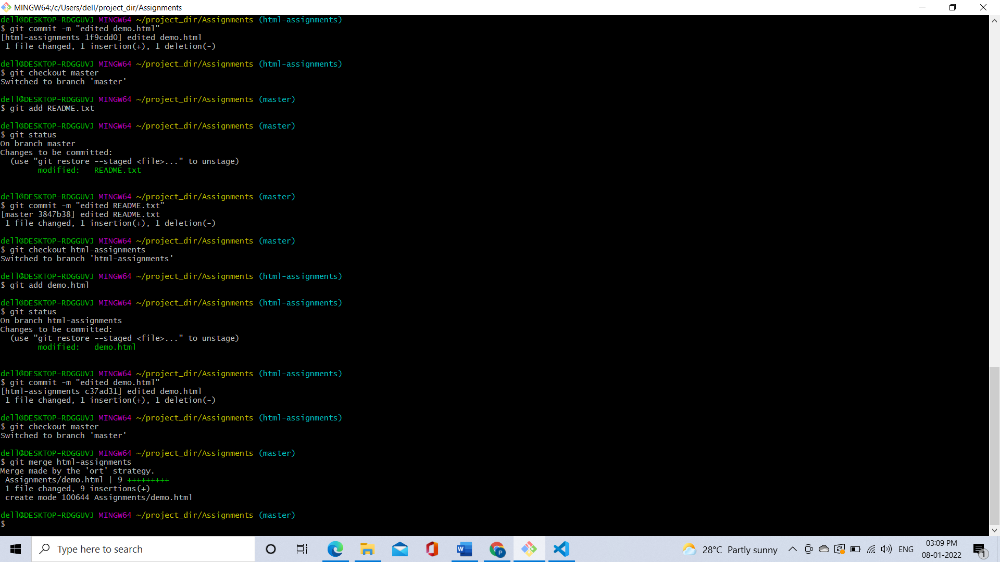 MINGW64:/c/Users/dell/project_dir/Assignments
dell@DESKTOP-RDGGUVJ MINGW64 ~/project_dir/Assignments (html-assignments)
$ git commit -m "edited demo.html"
[html-assignments 1f9cdd0] edited demo.html
 1 file changed, 1 insertion(+), 1 deletion(-)
dell@DESKTOP-RDGGUVJ MINGW64 ~/project_dir/Assignments (html-assignments)
$ git checkout master
Switched to branch 'master'
dell@DESKTOP-RDGGUVJ MINGW64 ~/project_dir/Assignments (master)
$ git add README.txt
dell@DESKTOP-RDGGUVJ MINGW64 ~/project_dir/Assignments (master)
$ git status
On branch master
Changes to be committed:
  (use "git restore --staged <file>..." to unstage)
        modified:   README.txt
dell@DESKTOP-RDGGUVJ MINGW64 ~/project_dir/Assignments (master)
$ git commit -m "edited README.txt"
[master 3847b38] edited README.txt
 1 file changed, 1 insertion(+), 1 deletion(-)
dell@DESKTOP-RDGGUVJ MINGW64 ~/project_dir/Assignments (master)
$ git checkout html-assignments
Switched to branch 'html-assignments'
dell@DESKTOP-RDGGUVJ MINGW64 ~/project_dir/Assignments (html-assignments)
$ git add demo.html
dell@DESKTOP-RDGGUVJ MINGW64 ~/project_dir/Assignments (html-assignments)
$ git status
On branch html-assignments
Changes to be committed:
  (use "git restore --staged <file>..." to unstage)
        modified:   demo.html
dell@DESKTOP-RDGGUVJ MINGW64 ~/project_dir/Assignments (html-assignments)
$ git commit -m "edited demo.html"
[html-assignments c37ad31] edited demo.html
 1 file changed, 1 insertion(+), 1 deletion(-)
dell@DESKTOP-RDGGUVJ MINGW64 ~/project_dir/Assignments (html-assignments)
$ git checkout master
Switched to branch 'master'
dell@DESKTOP-RDGGUVJ MINGW64 ~/project_dir/Assignments (master)
$ git merge html-assignments
Merge made by the 'ort' strategy.
 Assignments/demo.html | 9 +++++++++
 1 file changed, 9 insertions(+)
 create mode 100644 Assignments/demo.html
dell@DESKTOP-RDGGUVJ MINGW64 ~/project_dir/Assignments (master)
$
Type here to search
W
P
28°C Partly sunny
ENG
03:09 PM
08-01-2022
1